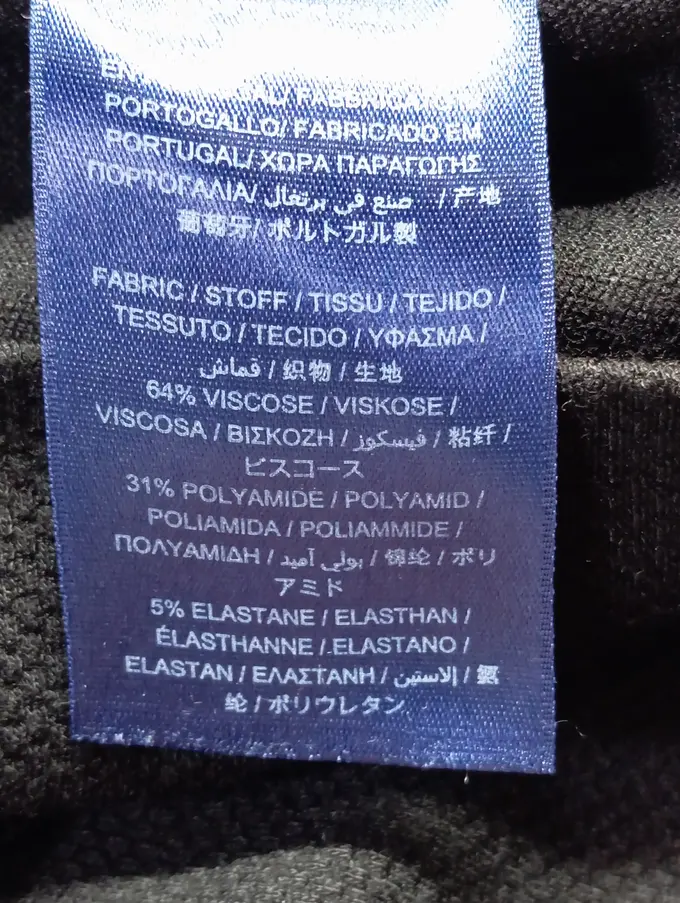 PORTOGALLO/ FABRICADO EM
PORTUGAL/ ΧΩΡΑ ΠΑΡΑΓΩΓΗΣ
ΠΟΡΤΟΓΑΛΙΑ/ صنع في برتغال / 产地
葡萄牙/ ポルトガル製
FABRIC / STOFF / TISSU / TEJIDO /
TESSUTO / TECIDO / ΥΦΑΣΜΑ /
قماش / 织物 / 生地
64% VISCOSE / VISKOSE /
VISCOSA / ΒΙΣΚΟΖΗ / فيسكوز / 粘纤 /
ビスコース
31% POLYAMIDE / POLYAMID /
POLIAMIDA / POLIAMMIDE /
ΠΟΛΥΑΜΙΔΗ / بولي آميد / 锦纶 / ポリ
アミド
5% ELASTANE / ELASTHAN /
ÉLASTHANNE / ELASTANO /
ELASTAN / ΕΛΑΣΤΑΝΗ / إلاستين / 氨
纶 / ポリウレタン